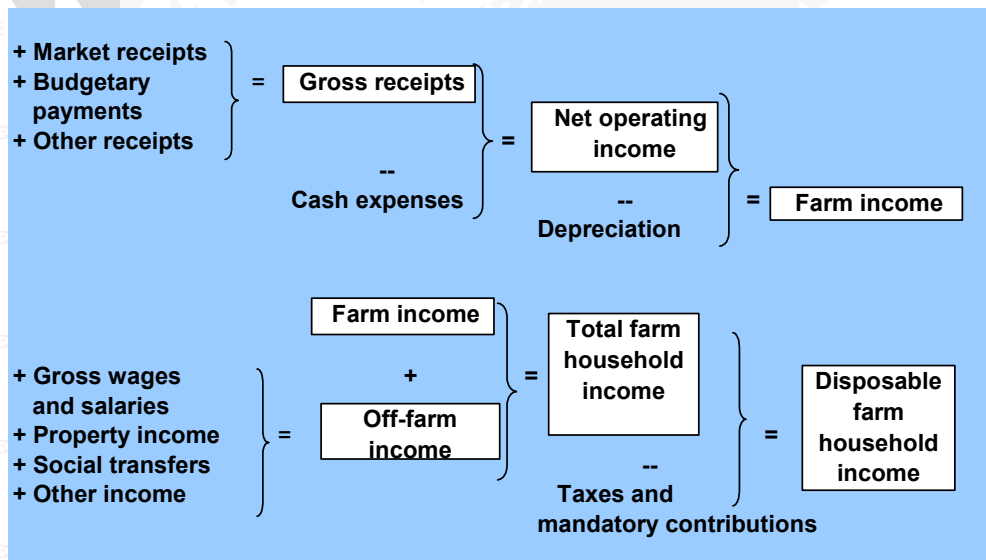 + Market receipts
+ Budgetary
payments
+ Other receipts
=
Gross receipts
--
Cash expenses
=
Net operating
income
--
Depreciation
=
Farm income
+ Gross wages
and salaries
+ Property income
+ Social transfers
+ Other income
=
Farm income
+
Off-farm
income
=
Total farm
household
income
--
Taxes and
mandatory contributions
=
Disposable
farm
household
income